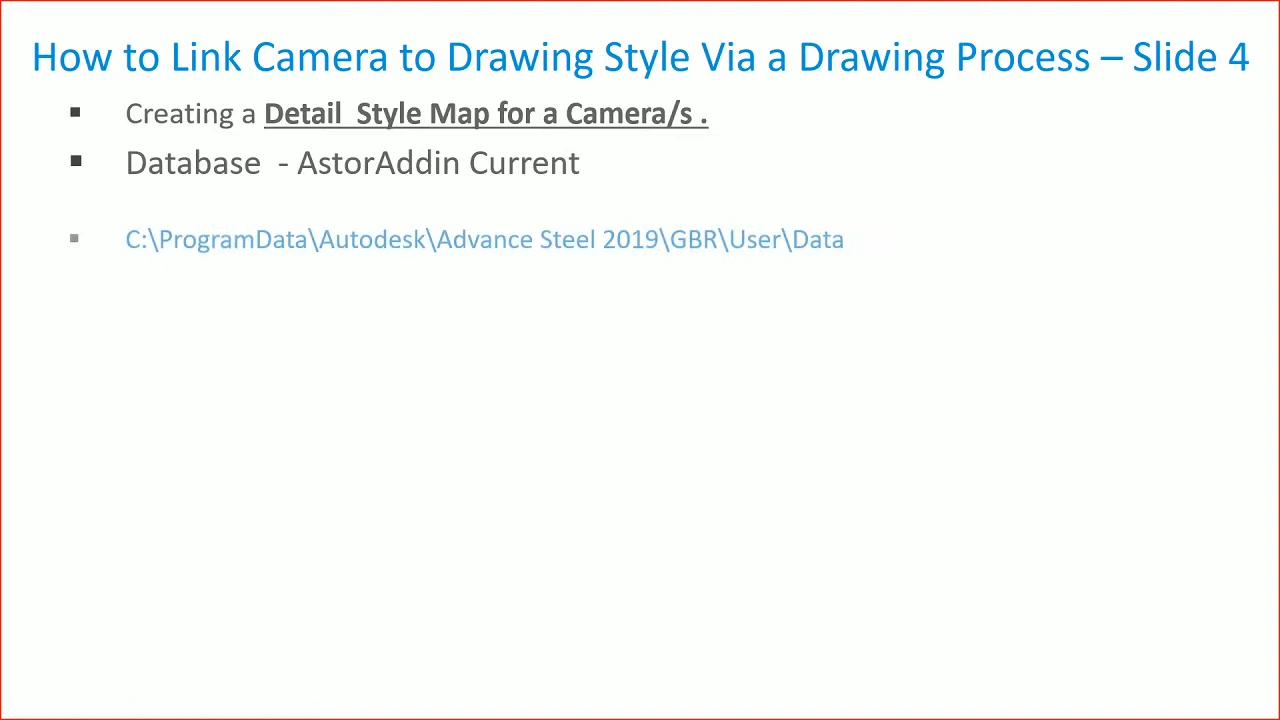 How to Link Camera to Drawing Style Via a Drawing Process – Slide 4
▪ Creating a Detail  Style Map for a Camera/s .
▪ Database  - AstorAddin Current
▪ C:\ProgramData\Autodesk\Advance Steel 2019\GBR\User\Data